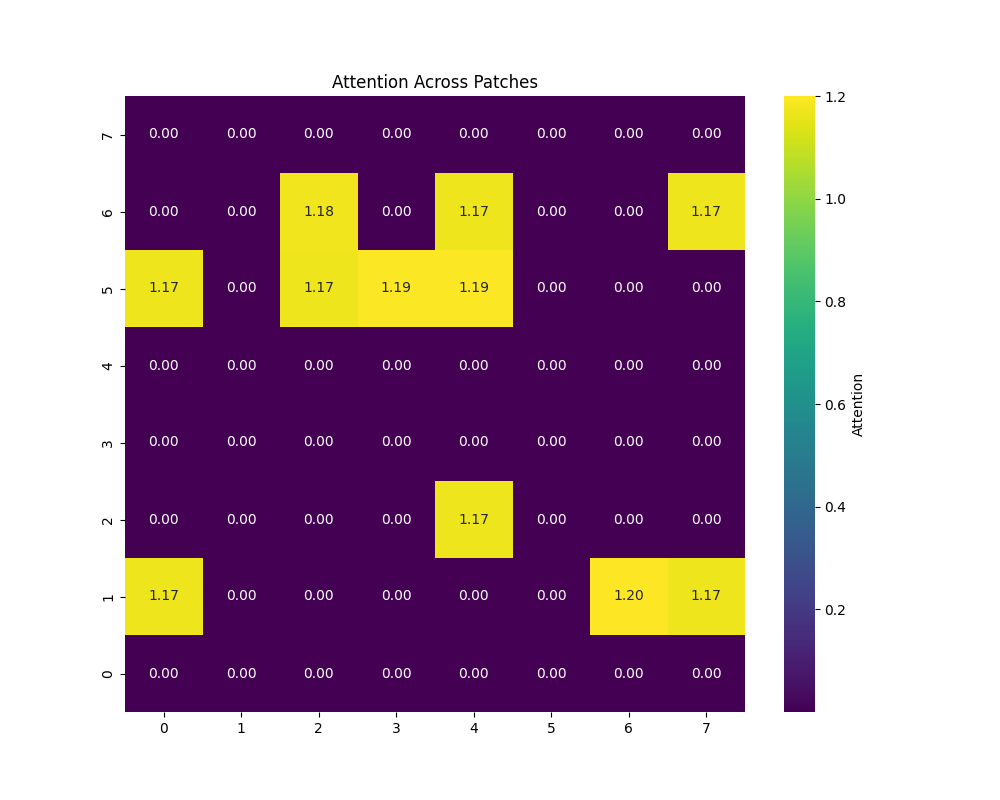 Attention Across Patches
7 0.00 0.00 0.00 0.00 0.00 0.00 0.00 0.00
6 0.00 0.00 1.18 0.00 1.17 0.00 0.00 1.17
5 1.17 0.00 1.17 1.19 1.19 0.00 0.00 0.00
4 0.00 0.00 0.00 0.00 0.00 0.00 0.00 0.00
3 0.00 0.00 0.00 0.00 0.00 0.00 0.00 0.00
2 0.00 0.00 0.00 0.00 1.17 0.00 0.00 0.00
1 1.17 0.00 0.00 0.00 0.00 0.00 1.20 1.17
0 0.00 0.00 0.00 0.00 0.00 0.00 0.00 0.00
0 1 2 3 4 5 6 7
1.2
1.0
0.8
0.6
0.4
0.2
Attention